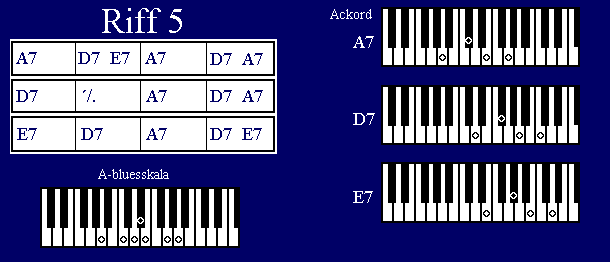 Riff 5
A7 D7 E7 A7 D7 A7
D7 ٪ A7 D7 A7
E7 D7 A7 D7 E7
A-bluesskala
Ackord
A7
D7
E7